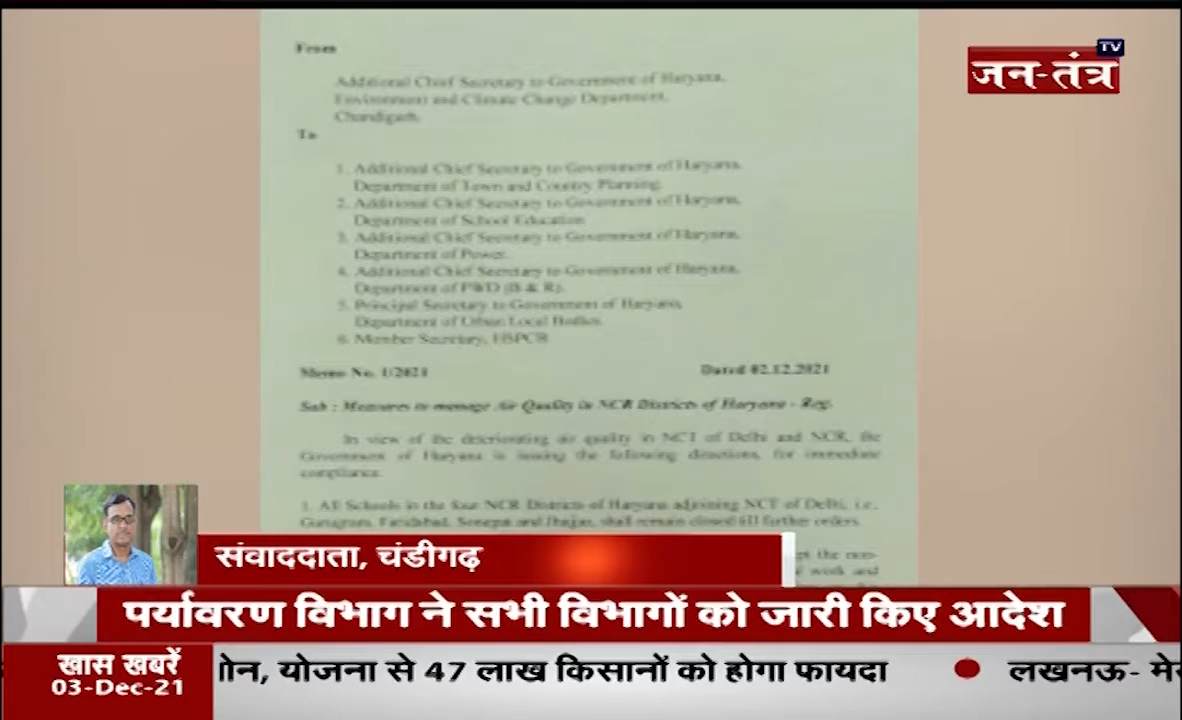 From
Additional Chief Secretary to Government of Haryana,
Environment and Climate Change Department,
Chandigarh.
To
1. Additional Chief Secretary to Government of Haryana,
Department of Town and Country Planning.
2. Additional Chief Secretary to Government of Haryana,
Department of School Education
3. Additional Chief Secretary to Government of Haryana,
Department of Power.
4. Additional Chief Secretary to Government of Haryana,
Department of PWD (B & R).
5. Principal Secretary to Government of Haryana,
Department of Urban Local Bodies
6. Member Secretary, HSPCB
Memo No. 1/2021 Dated 02.12.2021
Sub : Measures to manage Air Quality in NCR Districts of Haryana - Reg.
In view of the deteriorating air quality in NCT of Delhi and NCR, the
Government of Haryana is issuing the following directions, for immediate
compliance.
1. All Schools in the four NCR Districts of Haryana adjoining NCT of Delhi, i.e.
Gurugram, Faridabad, Sonepat and Jhajjar, shall remain closed till further orders.
the non-
work and
जन-तंत्र TV
संवाददाता, चंडीगढ़
पर्यावरण विभाग ने सभी विभागों को जारी किए आदेश
खास खबरें
03-Dec-21
योजना से 47 लाख किसानों को होगा फायदा ● लखनऊ-